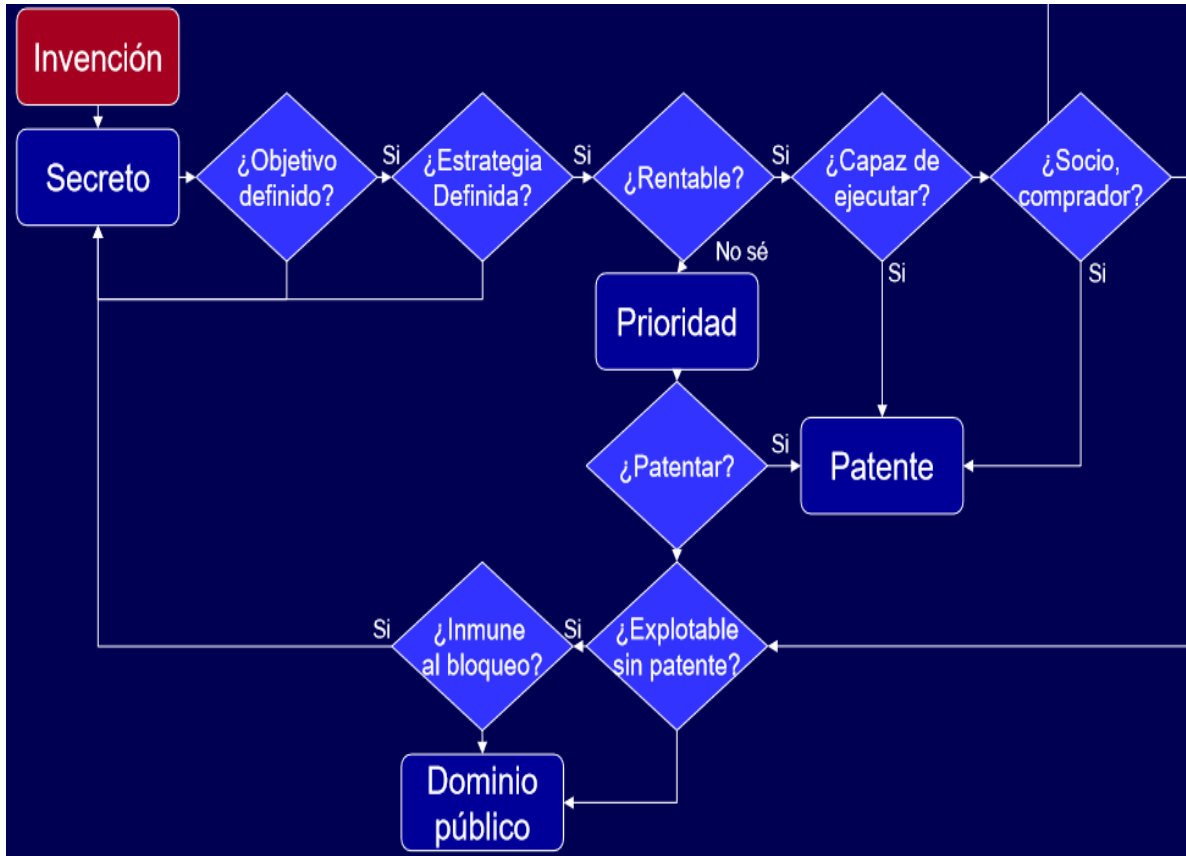 Invención
Secreto
¿Objetivo
definido?
Si
¿Estrategia
Definida?
Si
¿Rentable?
Si
¿Capaz de
ejecutar?
¿Socio,
comprador?
No sé
Si
Si
Prioridad
¿Patentar?
Si
Patente
Si
¿Inmune
al bloqueo?
Si
¿Explotable
sin patente?
Dominio
público